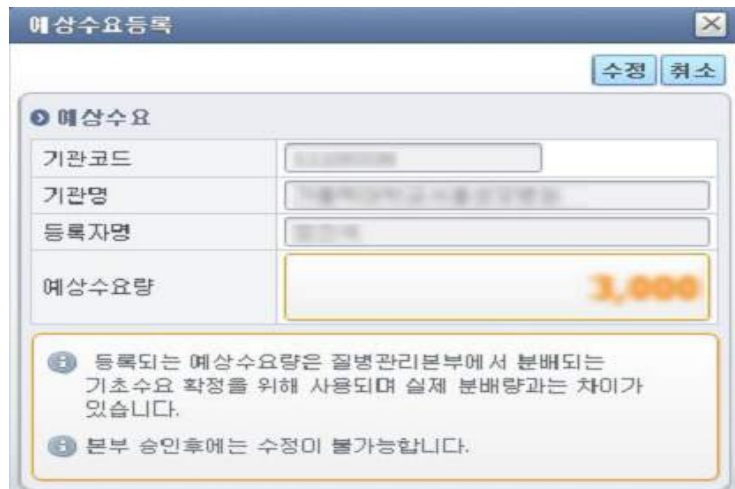 예상수요등록
수정 취소
예상수요
기관코드
기관명
등록자명
예상수요량 3,000
등록되는 예상수요량은 질병관리본부에서 분배되는
기초수요 확정을 위해 사용되며 실제 분배량과는 차이가
있습니다.
본부 승인후에는 수정이 불가능합니다.